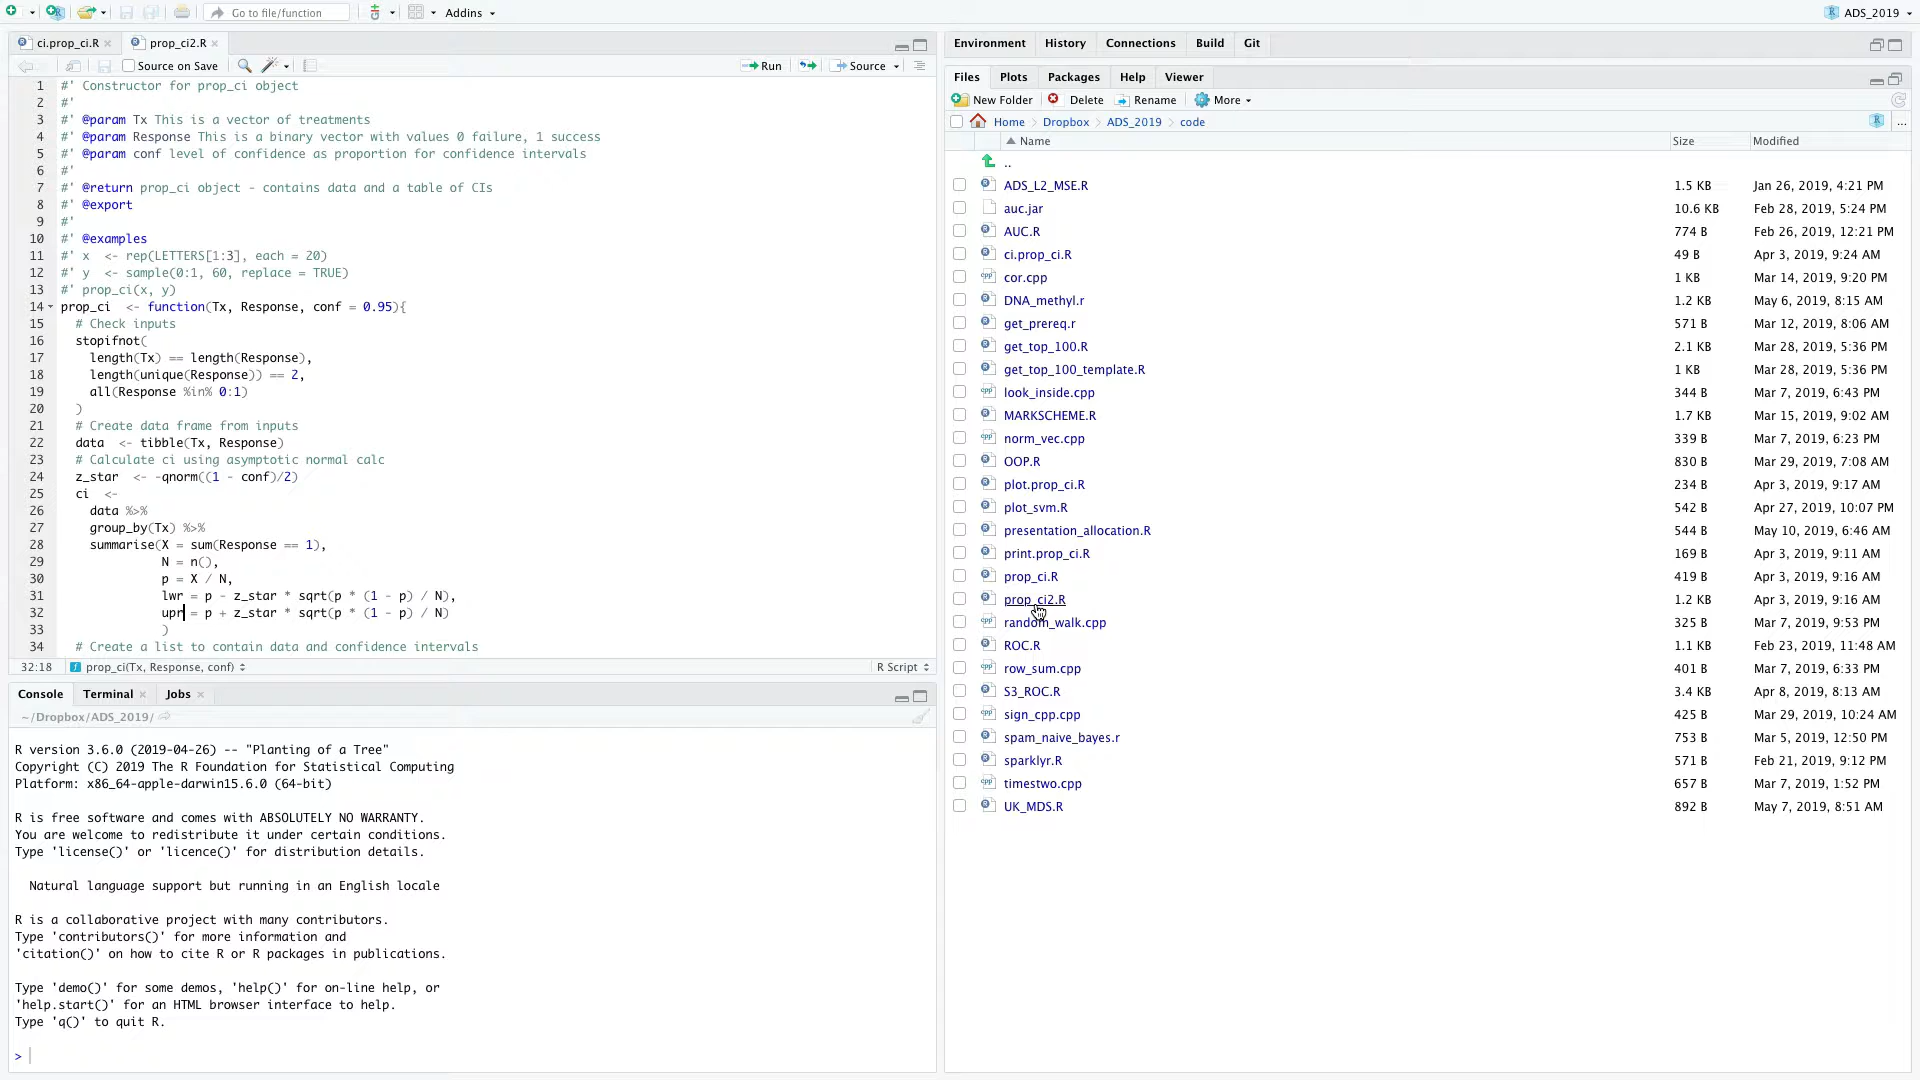 Go to file/function
Addins
ADS_2019
ci.prop_ci.R
prop_ci2.R
Source on Save
Run
Source
1 #' Constructor for prop_ci object
2 #'
3 #' @param Tx This is a vector of treatments
4 #' @param Response This is a binary vector with values 0 failure, 1 success
5 #' @param conf level of confidence as proportion for confidence intervals
6 #'
7 #' @return prop_ci object - contains data and a table of CIs
8 #' @export
9 #'
10 #' @examples
11 #' x  <- rep(LETTERS[1:3], each = 20)
12 #' y  <- sample(0:1, 60, replace = TRUE)
13 #' prop_ci(x, y)
14 prop_ci  <- function(Tx, Response, conf = 0.95){
15   # Check inputs
16   stopifnot(
17     length(Tx) == length(Response),
18     length(unique(Response)) == 2,
19     all(Response %in% 0:1)
20   )
21   # Create data frame from inputs
22   data  <- tibble(Tx, Response)
23   # Calculate ci using asymptotic normal calc
24   z_star  <- -qnorm((1 - conf)/2)
25   ci  <-
26     data %>%
27     group_by(Tx) %>%
28     summarise(X = sum(Response == 1),
29               N = n(),
30               p = X / N,
31               lwr = p - z_star * sqrt(p * (1 - p) / N),
32               upr = p + z_star * sqrt(p * (1 - p) / N)
33               )
34   # Create a list to contain data and confidence intervals
32:18 prop_ci(Tx, Response, conf) R Script
Console Terminal Jobs
~/Dropbox/ADS_2019/
R version 3.6.0 (2019-04-26) -- "Planting of a Tree"
Copyright (C) 2019 The R Foundation for Statistical Computing
Platform: x86_64-apple-darwin15.6.0 (64-bit)
R is free software and comes with ABSOLUTELY NO WARRANTY.
You are welcome to redistribute it under certain conditions.
Type 'license()' or 'licence()' for distribution details.
Natural language support but running in an English locale
R is a collaborative project with many contributors.
Type 'contributors()' for more information and
'citation()' on how to cite R or R packages in publications.
Type 'demo()' for some demos, 'help()' for on-line help, or
'help.start()' for an HTML browser interface to help.
Type 'q()' to quit R.
>
Environment History Connections Build Git
Files Plots Packages Help Viewer
New Folder Delete Rename More
Home Dropbox ADS_2019 code ...
Name Size Modified
..
ADS_L2_MSE.R 1.5 KB Jan 26, 2019, 4:21 PM
auc.jar 10.6 KB Feb 28, 2019, 5:24 PM
AUC.R 774 B Feb 26, 2019, 12:21 PM
ci.prop_ci.R 49 B Apr 3, 2019, 9:24 AM
cor.cpp 1 KB Mar 14, 2019, 9:20 PM
DNA_methyl.r 1.2 KB May 6, 2019, 8:15 AM
get_prereq.r 571 B Mar 12, 2019, 8:06 AM
get_top_100.R 2.1 KB Mar 28, 2019, 5:36 PM
get_top_100_template.R 1 KB Mar 28, 2019, 5:36 PM
look_inside.cpp 344 B Mar 7, 2019, 6:43 PM
MARKSCHEME.R 1.7 KB Mar 15, 2019, 9:02 AM
norm_vec.cpp 339 B Mar 7, 2019, 6:23 PM
OOP.R 830 B Mar 29, 2019, 7:08 AM
plot.prop_ci.R 234 B Apr 3, 2019, 9:17 AM
plot_svm.R 542 B Apr 27, 2019, 10:07 PM
presentation_allocation.R 544 B May 10, 2019, 6:46 AM
print.prop_ci.R 169 B Apr 3, 2019, 9:11 AM
prop_ci.R 419 B Apr 3, 2019, 9:16 AM
prop_ci2.R 1.2 KB Apr 3, 2019, 9:16 AM
random_walk.cpp 325 B Mar 7, 2019, 9:53 PM
ROC.R 1.1 KB Feb 23, 2019, 11:48 AM
row_sum.cpp 401 B Mar 7, 2019, 6:33 PM
S3_ROC.R 3.4 KB Apr 8, 2019, 8:13 AM
sign_cpp.cpp 425 B Mar 29, 2019, 10:24 AM
spam_naive_bayes.r 753 B Mar 5, 2019, 12:50 PM
sparklyr.R 571 B Feb 21, 2019, 9:12 PM
timestwo.cpp 657 B Mar 7, 2019, 1:52 PM
UK_MDS.R 892 B May 7, 2019, 8:51 AM